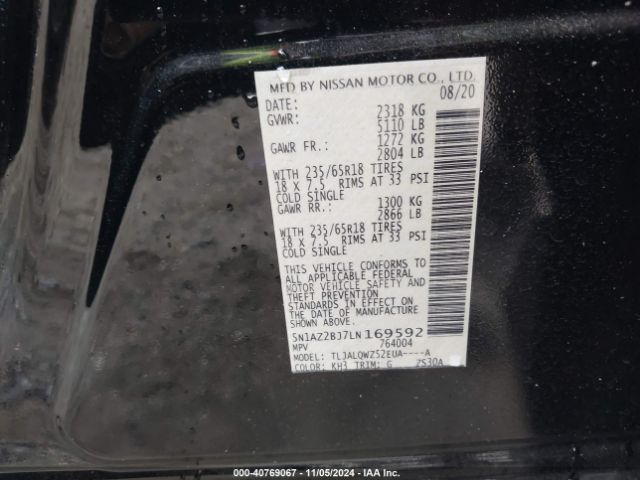 MFD BY NISSAN MOTOR CO., LTD.
DATE: 08/20
GVWR: 2318 KG
5110 LB
GAWR FR.: 1272 KG
2804 LB
WITH 235/65R18 TIRES
18 X 7.5 RIMS AT 33 PSI
COLD SINGLE
GAWR RR.: 1300 KG
2866 LB
WITH 235/65R18 TIRES
18 X 7.5 RIMS AT 33 PSI
COLD SINGLE
THIS VEHICLE CONFORMS TO
ALL APPLICABLE FEDERAL
MOTOR VEHICLE SAFETY AND
THEFT PREVENTION
STANDARDS IN EFFECT ON THE
DATE OF MANUFACTURE
SHOWN ABOVE.
5N1AZ2BJ7LN169592
MPV 764004
MODEL: TLJALQWZ52EUA----A
COLOR: KH3 TRIM: G ZS30A
000-40769067 - 11/05/2024 - IAA Inc.